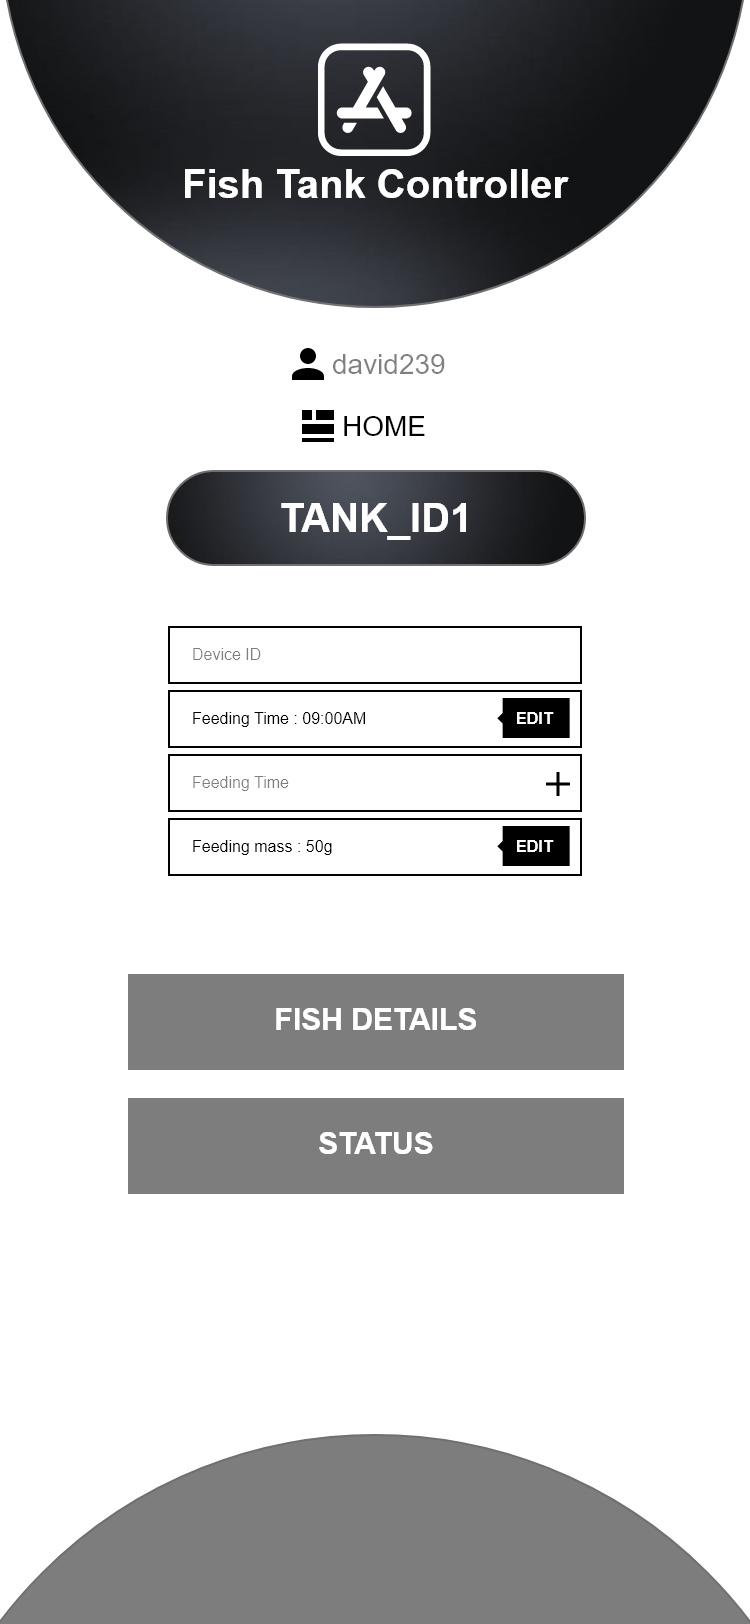 Fish Tank Controller
david239
HOME
TANK_ID1
Device ID
Feeding Time : 09:00AM
EDIT
Feeding Time
Feeding mass : 50g
EDIT
FISH DETAILS
STATUS